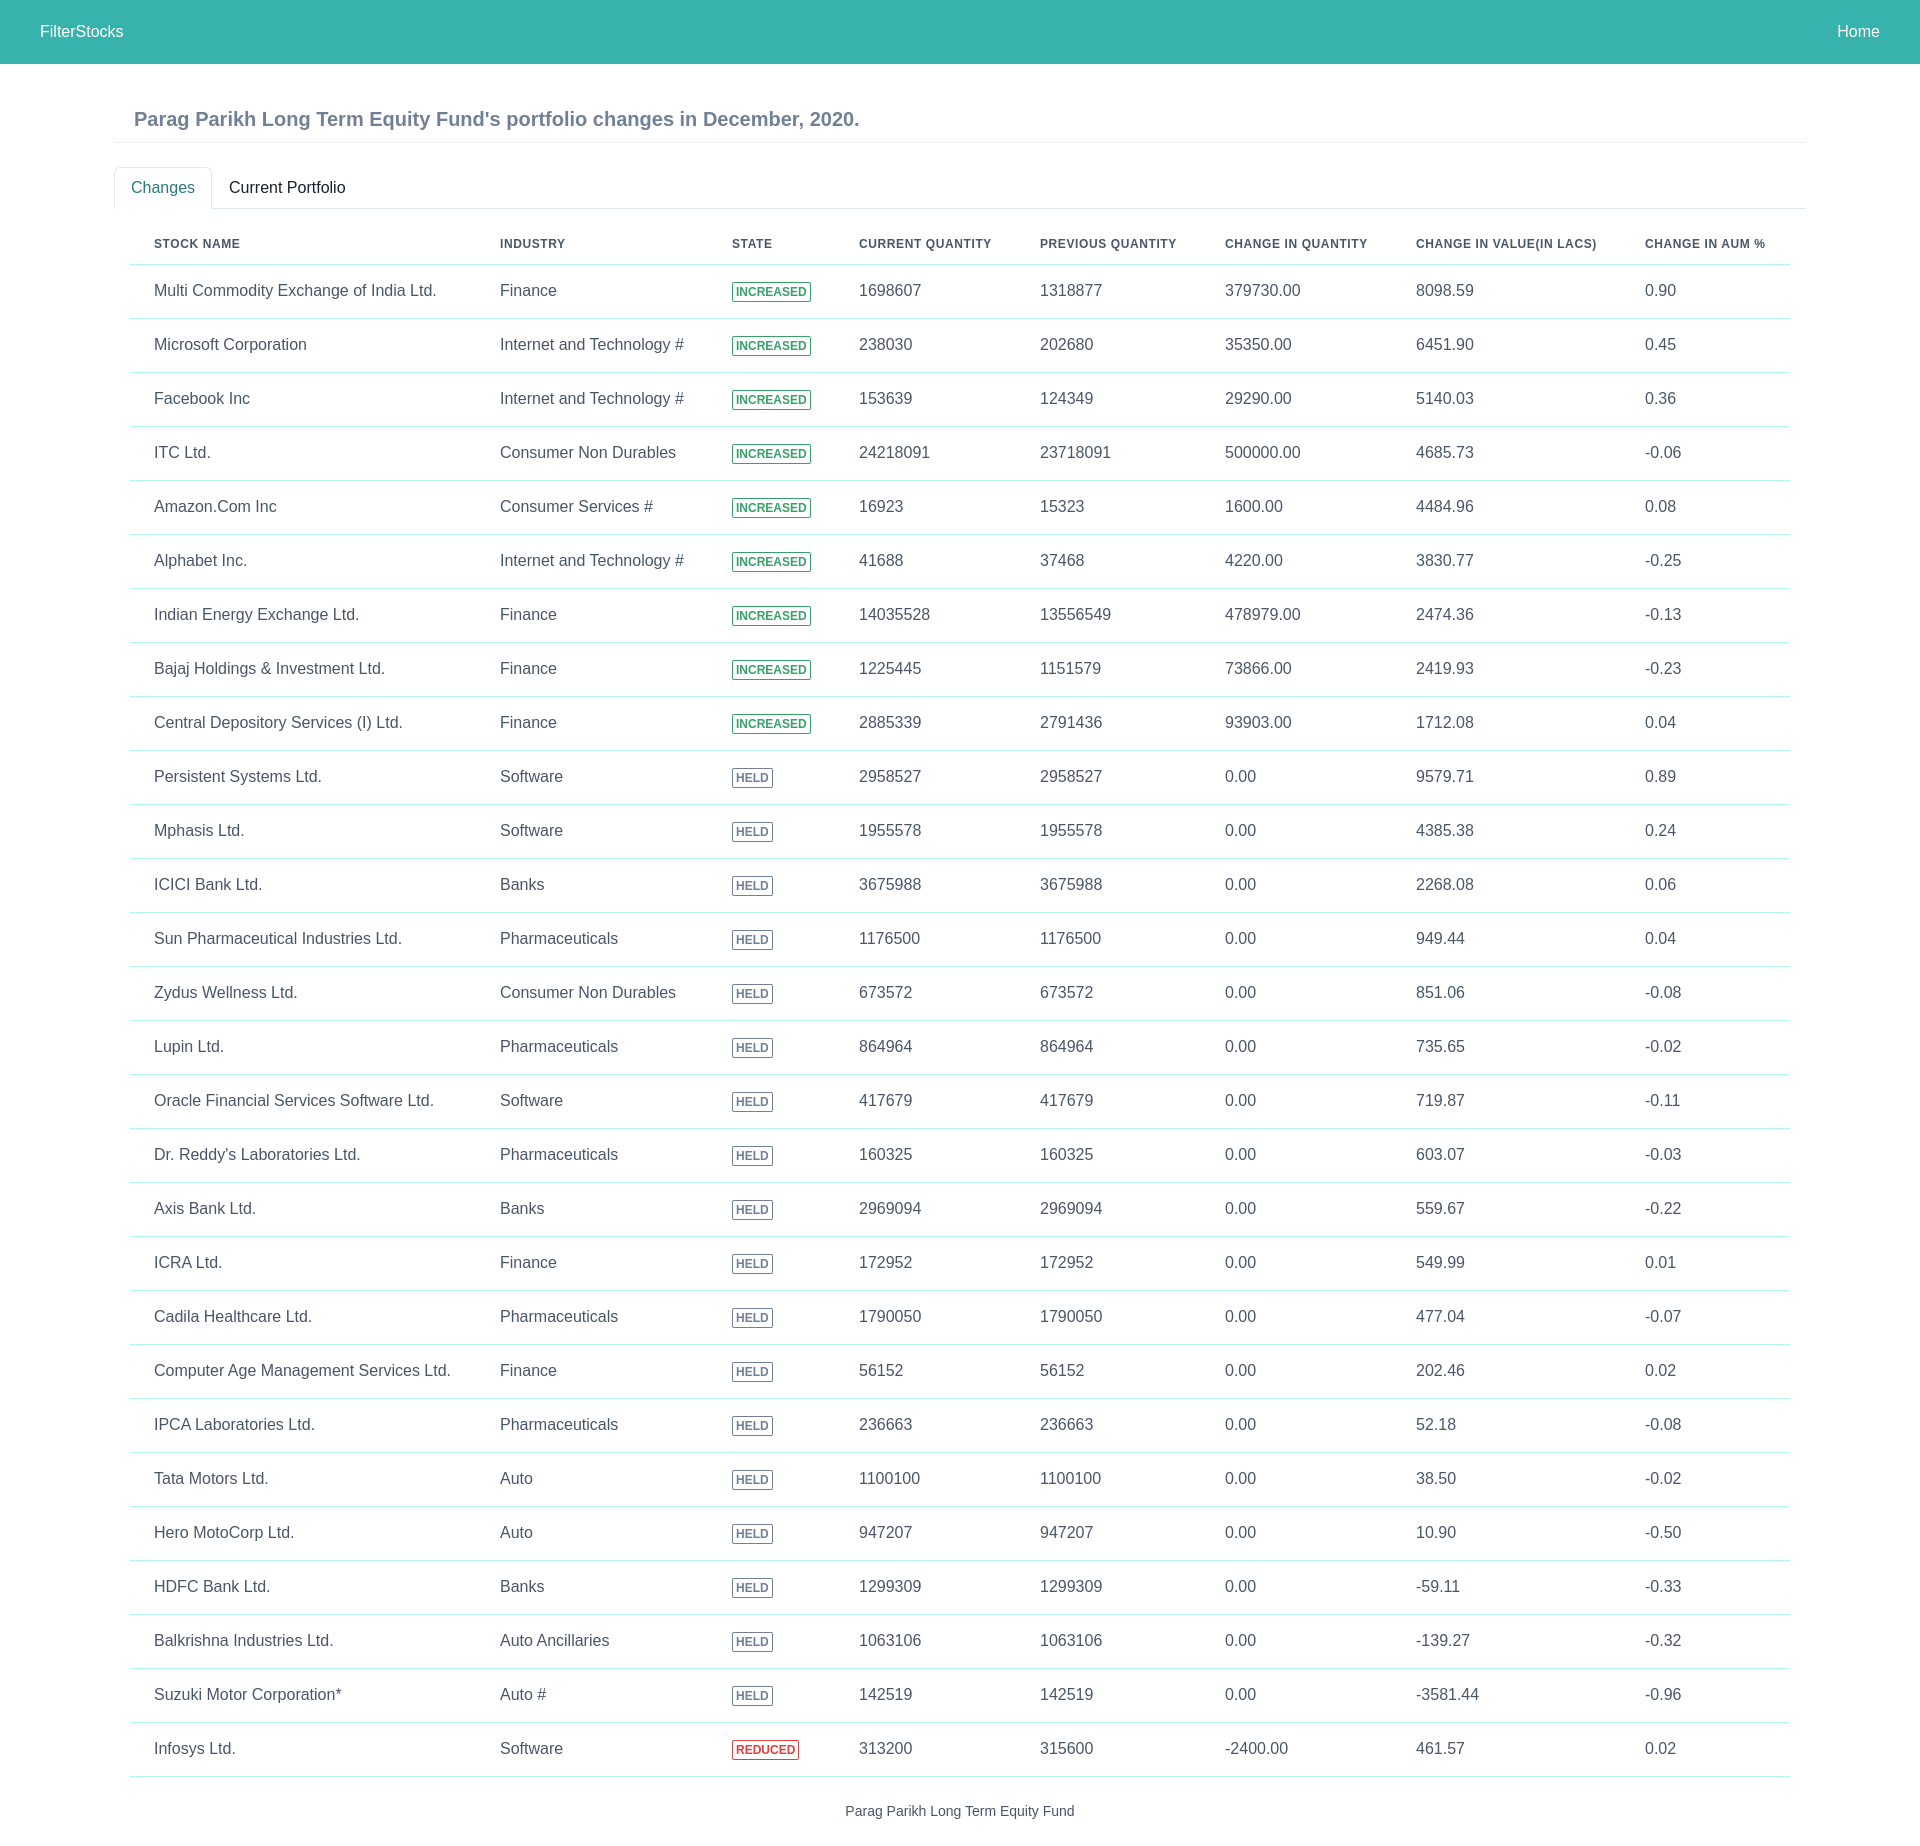 FilterStocks Home
Parag Parikh Long Term Equity Fund's portfolio changes in December, 2020.
Changes Current Portfolio
STOCK NAME INDUSTRY STATE CURRENT QUANTITY PREVIOUS QUANTITY CHANGE IN QUANTITY CHANGE IN VALUE(IN LACS) CHANGE IN AUM %
Multi Commodity Exchange of India Ltd. Finance INCREASED 1698607 1318877 379730.00 8098.59 0.90
Microsoft Corporation Internet and Technology # INCREASED 238030 202680 35350.00 6451.90 0.45
Facebook Inc Internet and Technology # INCREASED 153639 124349 29290.00 5140.03 0.36
ITC Ltd. Consumer Non Durables INCREASED 24218091 23718091 500000.00 4685.73 -0.06
Amazon.Com Inc Consumer Services # INCREASED 16923 15323 1600.00 4484.96 0.08
Alphabet Inc. Internet and Technology # INCREASED 41688 37468 4220.00 3830.77 -0.25
Indian Energy Exchange Ltd. Finance INCREASED 14035528 13556549 478979.00 2474.36 -0.13
Bajaj Holdings & Investment Ltd. Finance INCREASED 1225445 1151579 73866.00 2419.93 -0.23
Central Depository Services (I) Ltd. Finance INCREASED 2885339 2791436 93903.00 1712.08 0.04
Persistent Systems Ltd. Software HELD 2958527 2958527 0.00 9579.71 0.89
Mphasis Ltd. Software HELD 1955578 1955578 0.00 4385.38 0.24
ICICI Bank Ltd. Banks HELD 3675988 3675988 0.00 2268.08 0.06
Sun Pharmaceutical Industries Ltd. Pharmaceuticals HELD 1176500 1176500 0.00 949.44 0.04
Zydus Wellness Ltd. Consumer Non Durables HELD 673572 673572 0.00 851.06 -0.08
Lupin Ltd. Pharmaceuticals HELD 864964 864964 0.00 735.65 -0.02
Oracle Financial Services Software Ltd. Software HELD 417679 417679 0.00 719.87 -0.11
Dr. Reddy's Laboratories Ltd. Pharmaceuticals HELD 160325 160325 0.00 603.07 -0.03
Axis Bank Ltd. Banks HELD 2969094 2969094 0.00 559.67 -0.22
ICRA Ltd. Finance HELD 172952 172952 0.00 549.99 0.01
Cadila Healthcare Ltd. Pharmaceuticals HELD 1790050 1790050 0.00 477.04 -0.07
Computer Age Management Services Ltd. Finance HELD 56152 56152 0.00 202.46 0.02
IPCA Laboratories Ltd. Pharmaceuticals HELD 236663 236663 0.00 52.18 -0.08
Tata Motors Ltd. Auto HELD 1100100 1100100 0.00 38.50 -0.02
Hero MotoCorp Ltd. Auto HELD 947207 947207 0.00 10.90 -0.50
HDFC Bank Ltd. Banks HELD 1299309 1299309 0.00 -59.11 -0.33
Balkrishna Industries Ltd. Auto Ancillaries HELD 1063106 1063106 0.00 -139.27 -0.32
Suzuki Motor Corporation* Auto # HELD 142519 142519 0.00 -3581.44 -0.96
Infosys Ltd. Software REDUCED 313200 315600 -2400.00 461.57 0.02
Parag Parikh Long Term Equity Fund